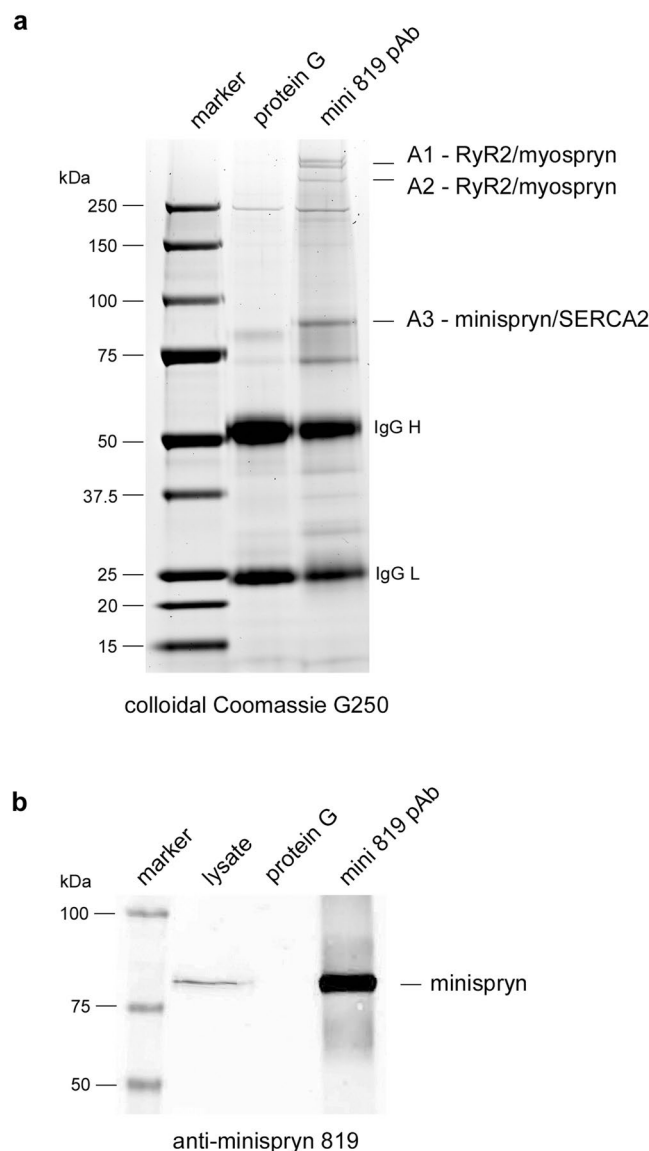 a
marker
protein G
mini 819 pAb
kDa
A1 - RyR2/myospryn
A2 - RyR2/myospryn
250
150
100
A3 - minispryn/SERCA2
75
IgG H
50
37.5
25
IgG L
20
15
colloidal Coomassie G250
b
marker
lysate
protein G
mini 819 pAb
kDa
100
minispryn
75
50
anti-minispryn 819